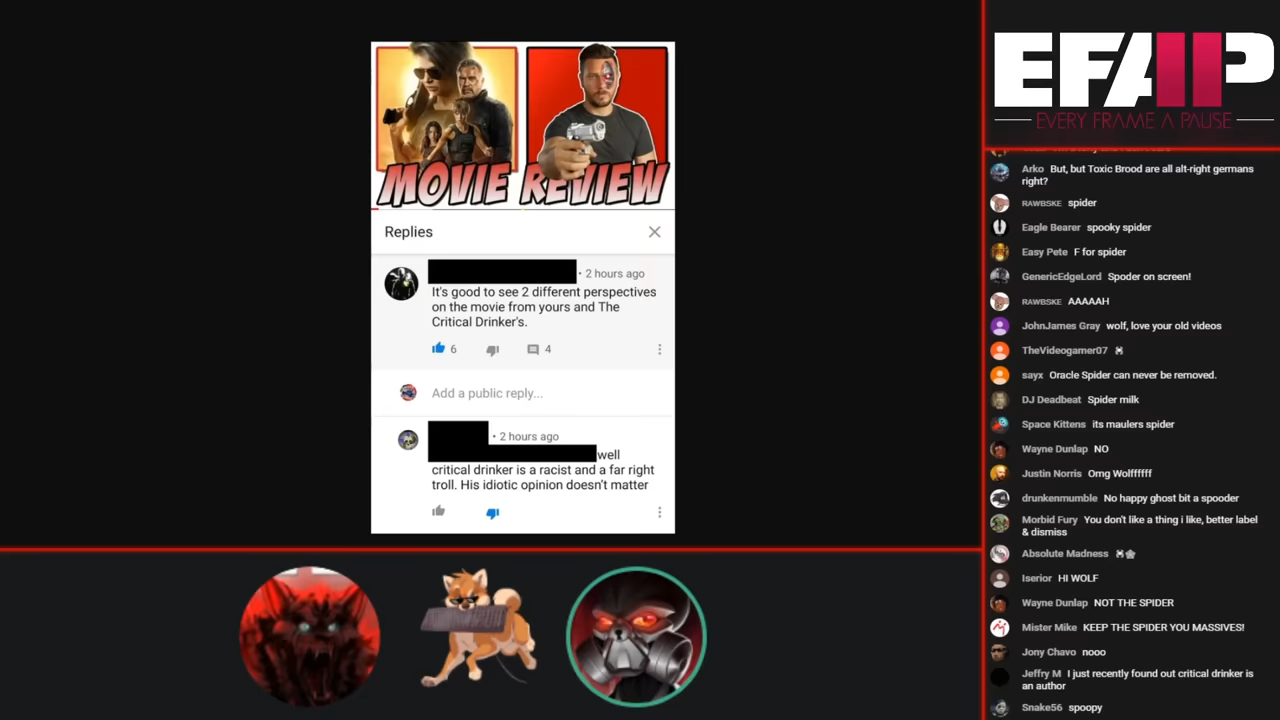 MOVIE REVIEW
Replies
• 2 hours ago
It's good to see 2 different perspectives
on the movie from yours and The
Critical Drinker's.
6
4
Add a public reply...
• 2 hours ago
well
critical drinker is a racist and a far right
troll. His idiotic opinion doesn't matter
EFAP
EVERY FRAME A PAUSE
Arko But, but Toxic Brood are all alt-right germans
right?
RAWBSKE spider
Eagle Bearer spooky spider
Easy Pete F for spider
GenericEdgeLord Spoder on screen!
RAWBSKE AAAAAH
JohnJames Gray wolf, love your old videos
TheVideogamer07
sayx Oracle Spider can never be removed.
DJ Deadbeat Spider milk
Space Kittens its maulers spider
Wayne Dunlap NO
Justin Norris Omg Wolffffff
drunkenmumble No happy ghost bit a spooder
Morbid Fury You don't like a thing i like, better label
& dismiss
Absolute Madness
Iserior HI WOLF
Wayne Dunlap NOT THE SPIDER
Mister Mike KEEP THE SPIDER YOU MASSIVES!
Jony Chavo nooo
Jeffry M I just recently found out critical drinker is
an author
Snake56 spoopy